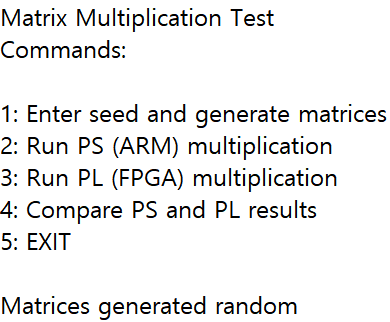 Matrix Multiplication Test
Commands:
1: Enter seed and generate matrices
2: Run PS (ARM) multiplication
3: Run PL (FPGA) multiplication
4: Compare PS and PL results
5: EXIT
Matrices generated random